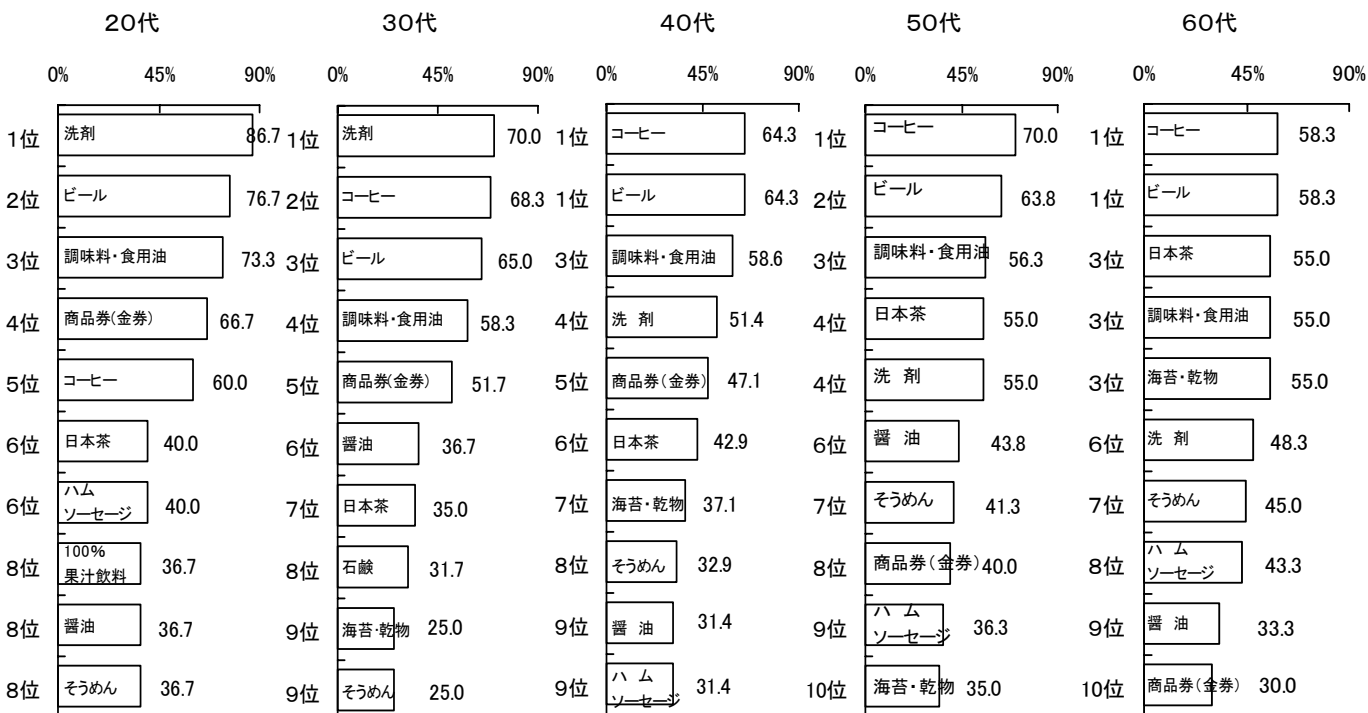 20代
0% 45% 90%
1位 洗剤 86.7
2位 ビール 76.7
3位 調味料・食用油 73.3
4位 商品券(金券) 66.7
5位 コーヒー 60.0
6位 日本茶 40.0
6位 ハム
ソーセージ 40.0
8位 100%
果汁飲料 36.7
8位 醤油 36.7
8位 そうめん 36.7
30代
0% 45% 90%
1位 洗剤 70.0
2位 コーヒー 68.3
3位 ビール 65.0
4位 調味料・食用油 58.3
5位 商品券(金券) 51.7
6位 醤油 36.7
7位 日本茶 35.0
8位 石鹸 31.7
9位 海苔・乾物 25.0
9位 そうめん 25.0
40代
0% 45% 90%
1位 コーヒー 64.3
1位 ビール 64.3
3位 調味料・食用油 58.6
4位 洗 剤 51.4
5位 商品券(金券) 47.1
6位 日本茶 42.9
7位 海苔・乾物 37.1
8位 そうめん 32.9
9位 醤 油 31.4
9位 ハ ム
ソーセージ 31.4
50代
0% 45% 90%
1位 コーヒー 70.0
2位 ビール 63.8
3位 調味料・食用油 56.3
4位 日本茶 55.0
4位 洗 剤 55.0
6位 醤 油 43.8
7位 そうめん 41.3
8位 商品券(金券) 40.0
9位 ハ ム
ソーセージ 36.3
10位 海苔・乾物 35.0
60代
0% 45% 90%
1位 コーヒー 58.3
1位 ビール 58.3
3位 日本茶 55.0
3位 調味料・食用油 55.0
3位 海苔・乾物 55.0
6位 洗 剤 48.3
7位 そうめん 45.0
8位 ハ ム
ソーセージ 43.3
9位 醤 油 33.3
10位 商品券(金券) 30.0